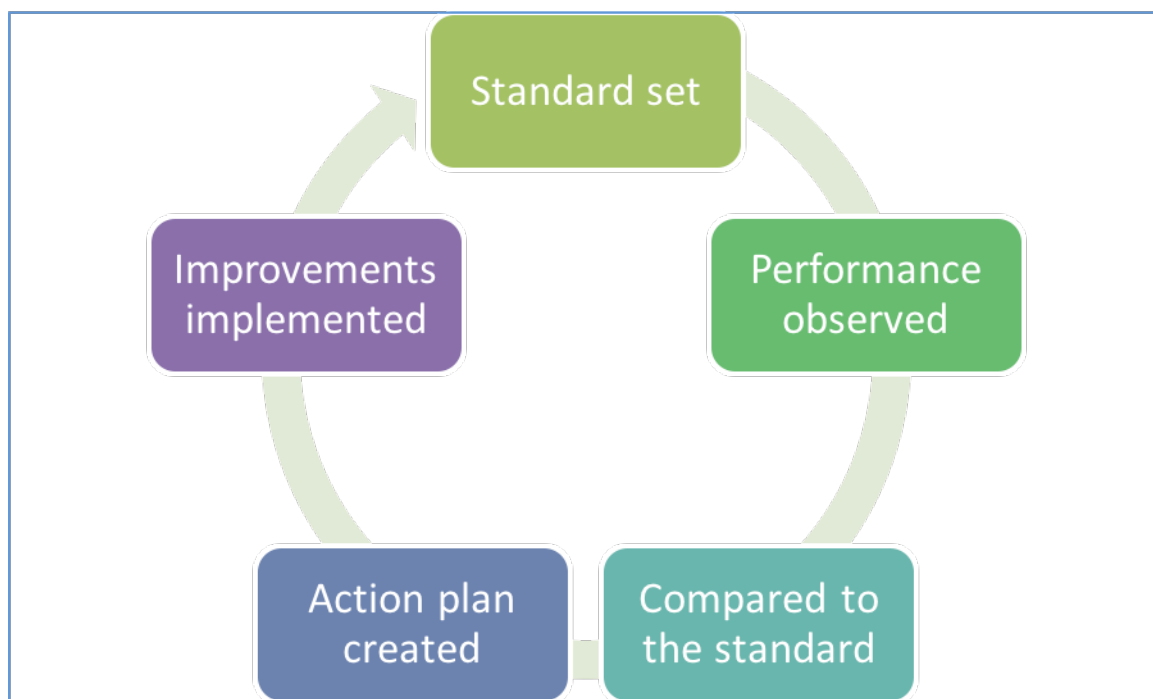 Standard set
Performance
observed
Compared to
the standard
Action plan
created
Improvements
implemented